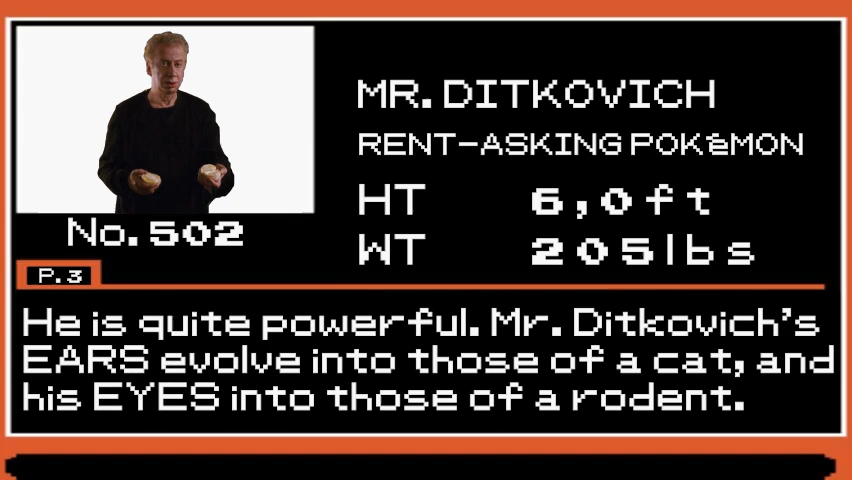 MR. DITKOVICH
RENT-ASKING POKéMON
HT 6,0ft
WT 205lbs
No. 502
P.3
He is quite powerful. Mr. Ditkovich's
EARS evolve into those of a cat, and
his EYES into those of a rodent.